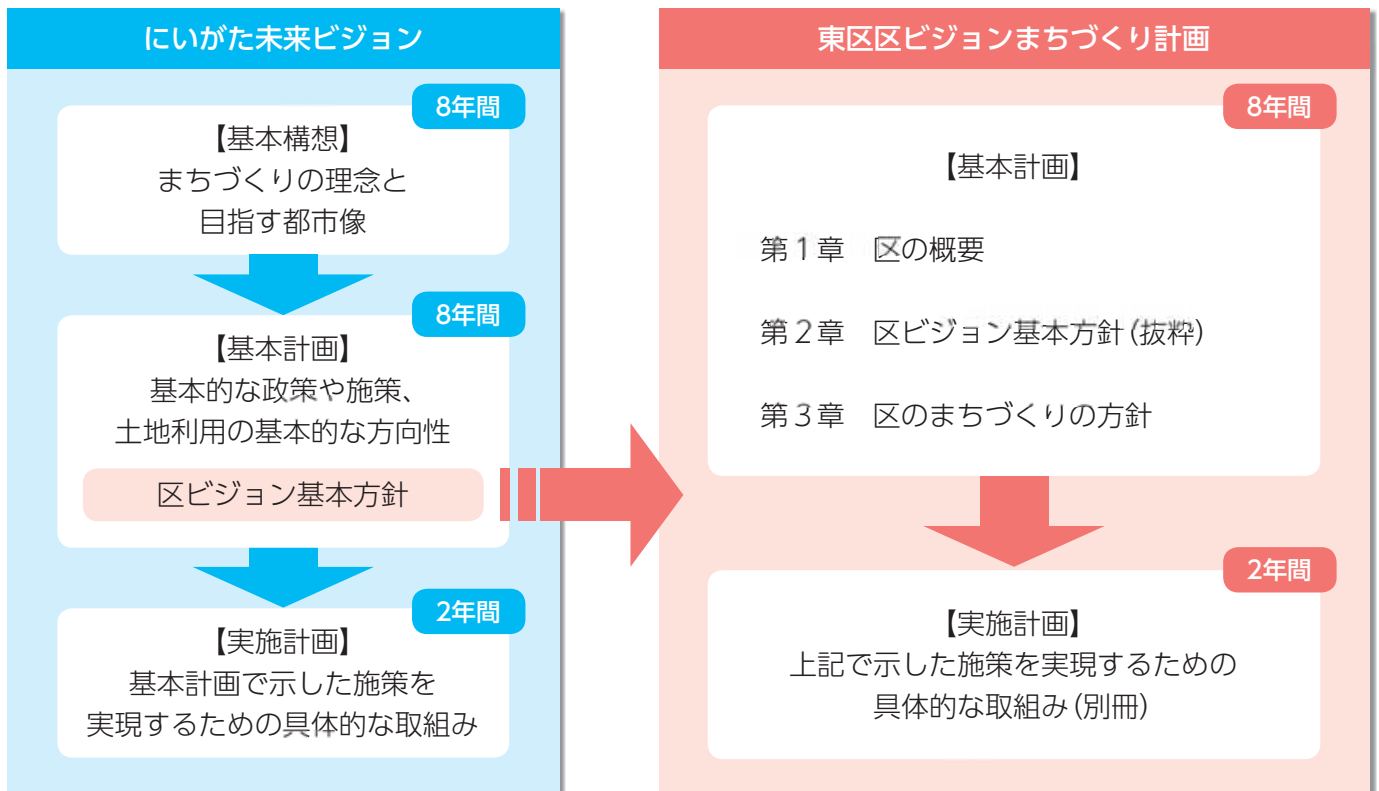 にいがた未来ビジョン
8年間
【基本構想】
まちづくりの理念と
目指す都市像
8年間
【基本計画】
基本的な政策や施策、
土地利用の基本的な方向性
区ビジョン基本方針
2年間
【実施計画】
基本計画で示した施策を
実現するための具体的な取組み
東区区ビジョンまちづくり計画
8年間
【基本計画】
第1章　区の概要
第2章　区ビジョン基本方針(抜粋)
第3章　区のまちづくりの方針
2年間
【実施計画】
上記で示した施策を実現するための
具体的な取組み(別冊)